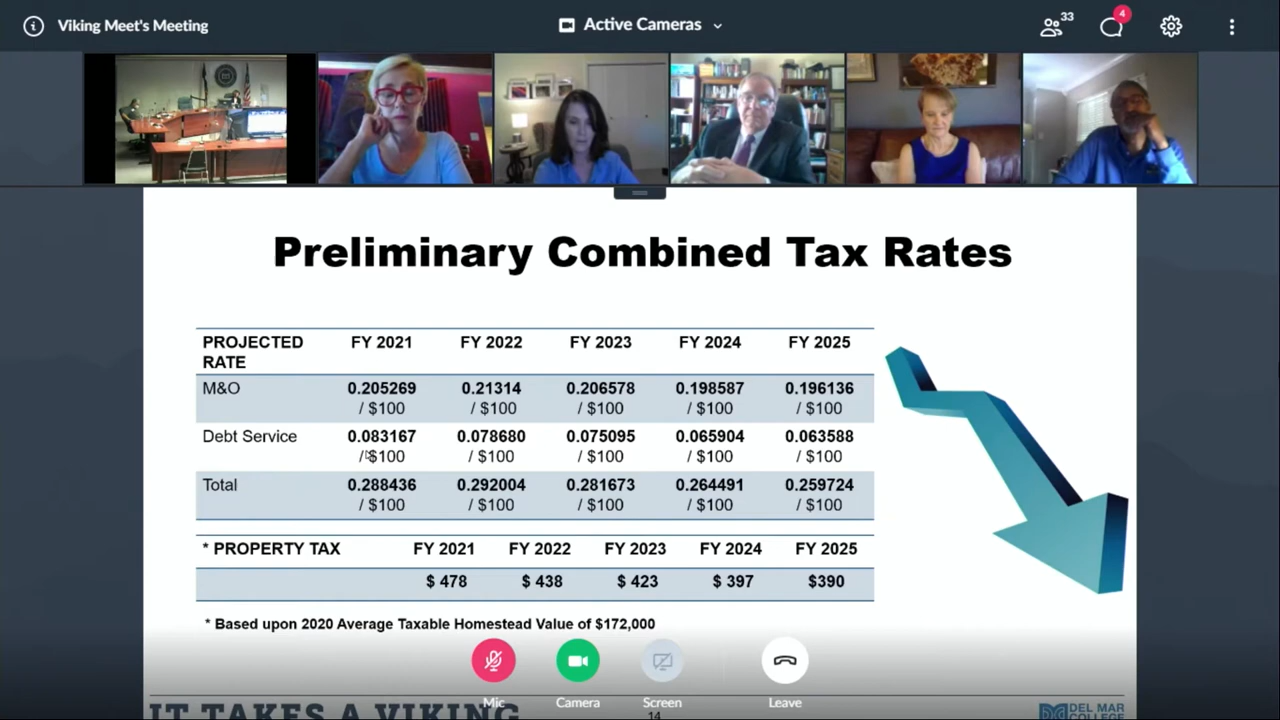 Viking Meet's Meeting
Active Cameras
33
4
Preliminary Combined Tax Rates
PROJECTED RATE FY 2021 FY 2022 FY 2023 FY 2024 FY 2025
M&O 0.205269 / $100 0.21314 / $100 0.206578 / $100 0.198587 / $100 0.196136 / $100
Debt Service 0.083167 / $100 0.078680 / $100 0.075095 / $100 0.065904 / $100 0.063588 / $100
Total 0.288436 / $100 0.292004 / $100 0.281673 / $100 0.264491 / $100 0.259724 / $100
* PROPERTY TAX FY 2021 FY 2022 FY 2023 FY 2024 FY 2025
$ 478 $ 438 $ 423 $ 397 $390
* Based upon 2020 Average Taxable Homestead Value of $172,000
Mic Camera Screen Leave
IT TAKES A VIKING
14
DEL MAR
COLLEGE